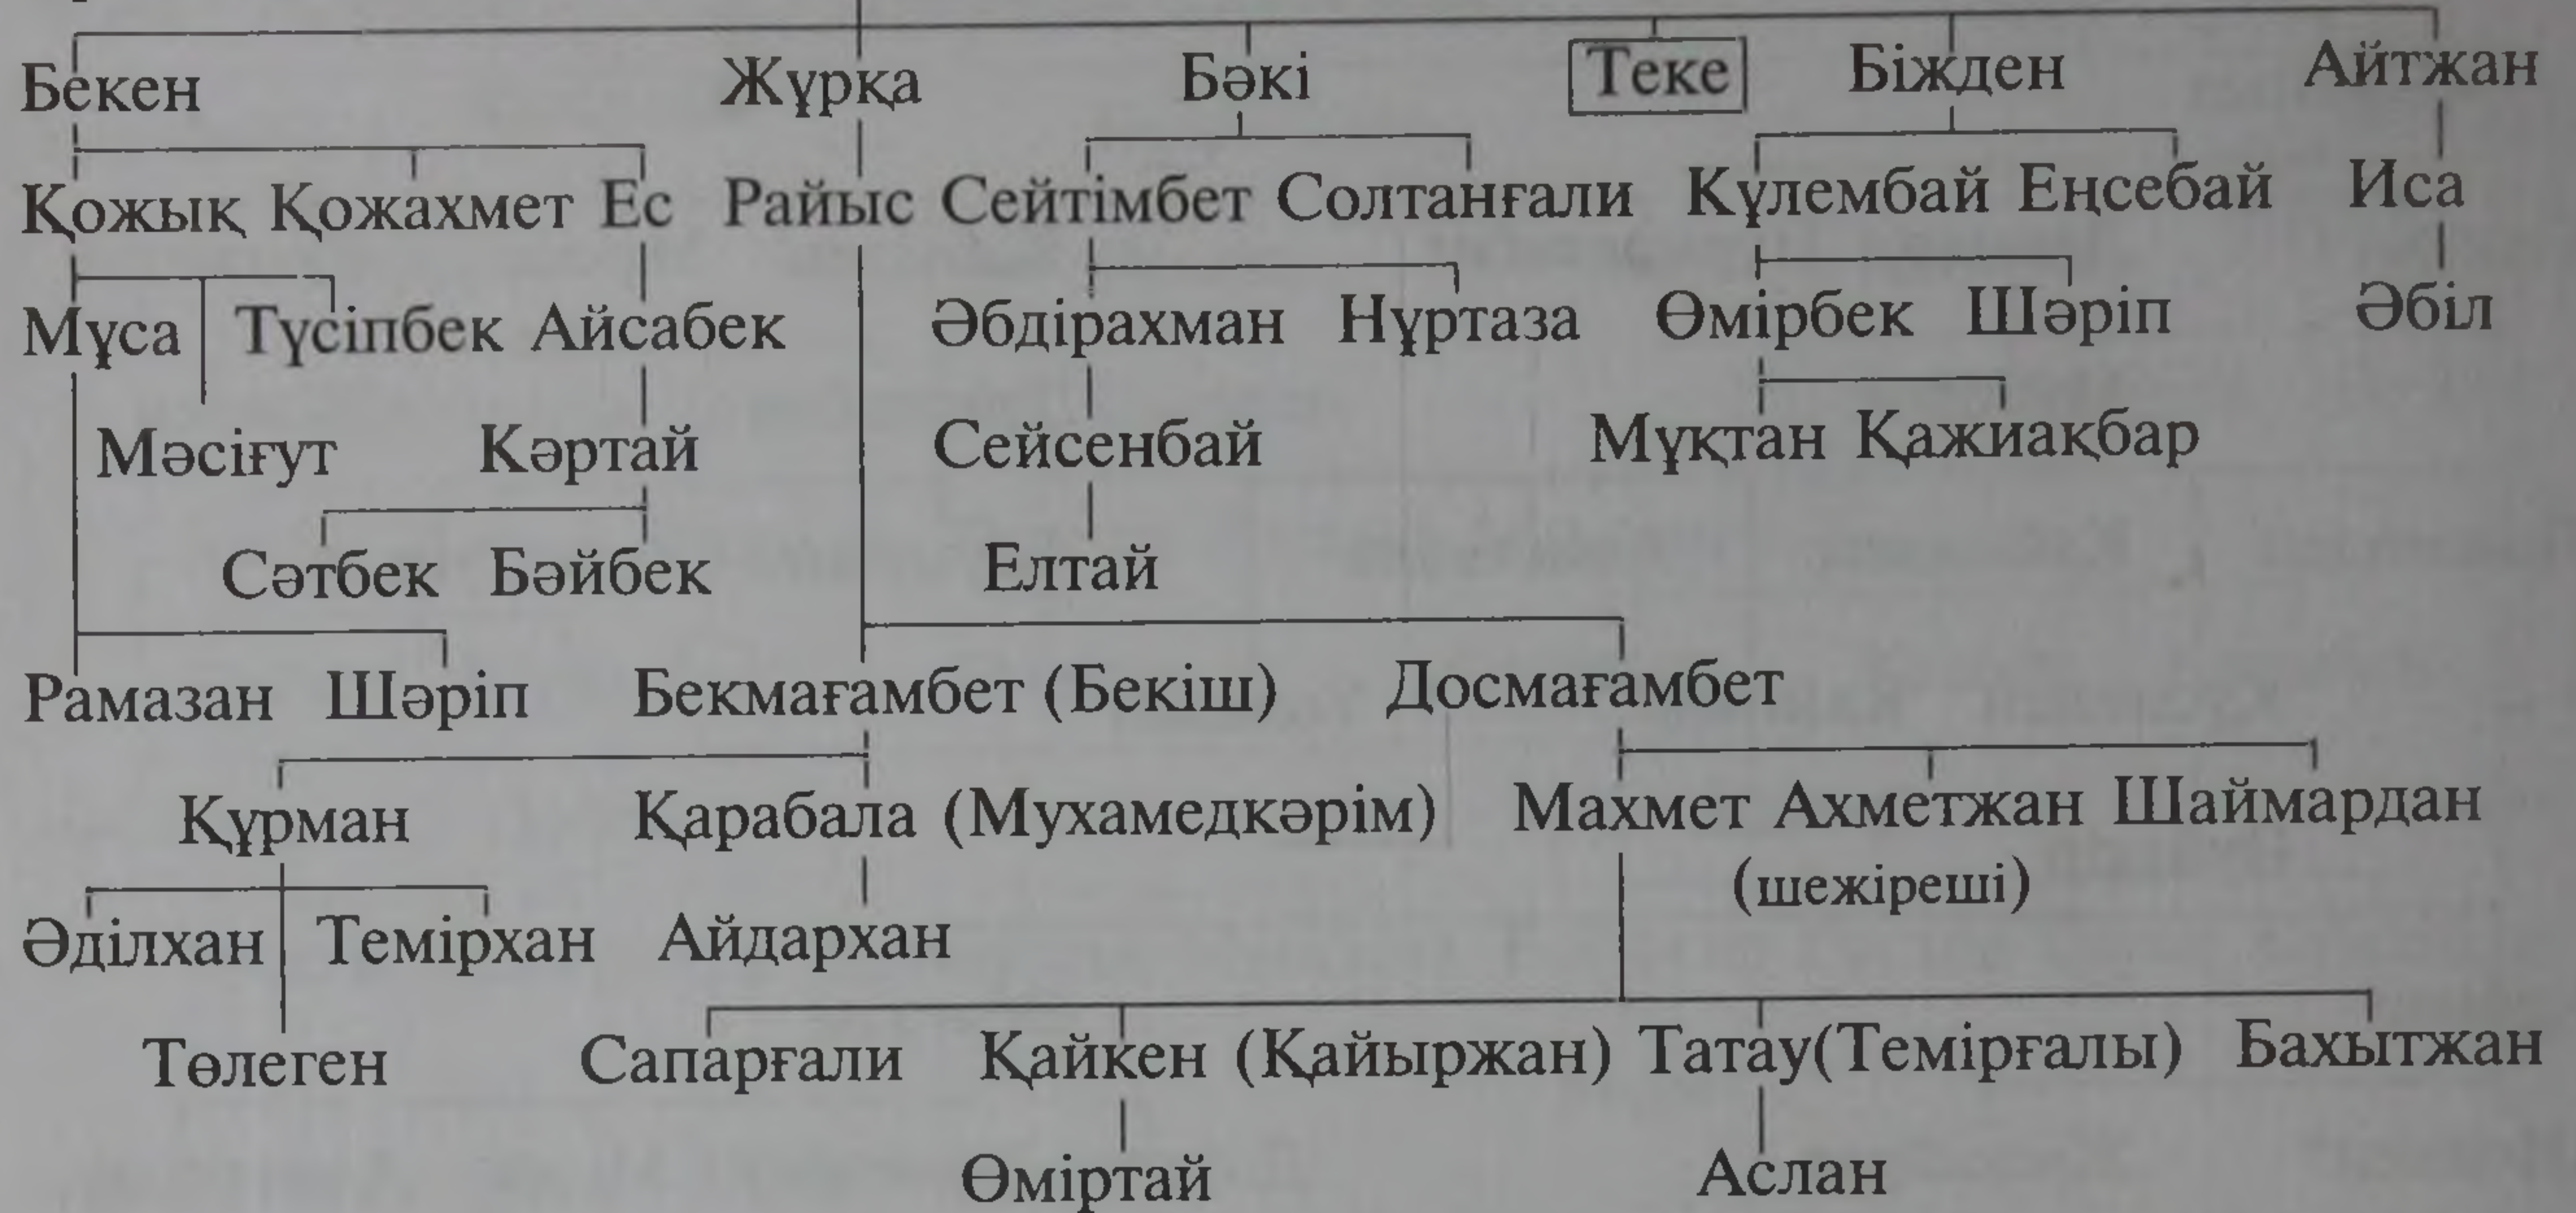 Бекен Жұрқа Бәкі Теке Біжден Айтжан
Қожық Қожахмет Ес Райыс Сейтімбет Солтанғали Құлембай Еңсебай Иса
Мұса Түсіпбек Айсабек Әбдірахман Нұртаза Өмірбек Шәріп Әбіл
Мәсіғут Кәртай Сейсенбай Мұқтан Қажиақбар
Сәтбек Бәйбек Елтай
Рамазан Шәріп Бекмағамбет (Бекіш) Досмағамбет
Құрман Қарабала (Мухамедкәрім) Махмет Ахметжан Шаймардан
(шежіреші)
Әділхан Темірхан Айдархан
Төлеген Сапарғали Қайкен (Қайыржан) Татау(Темірғалы) Бахытжан
Өміртай Аслан